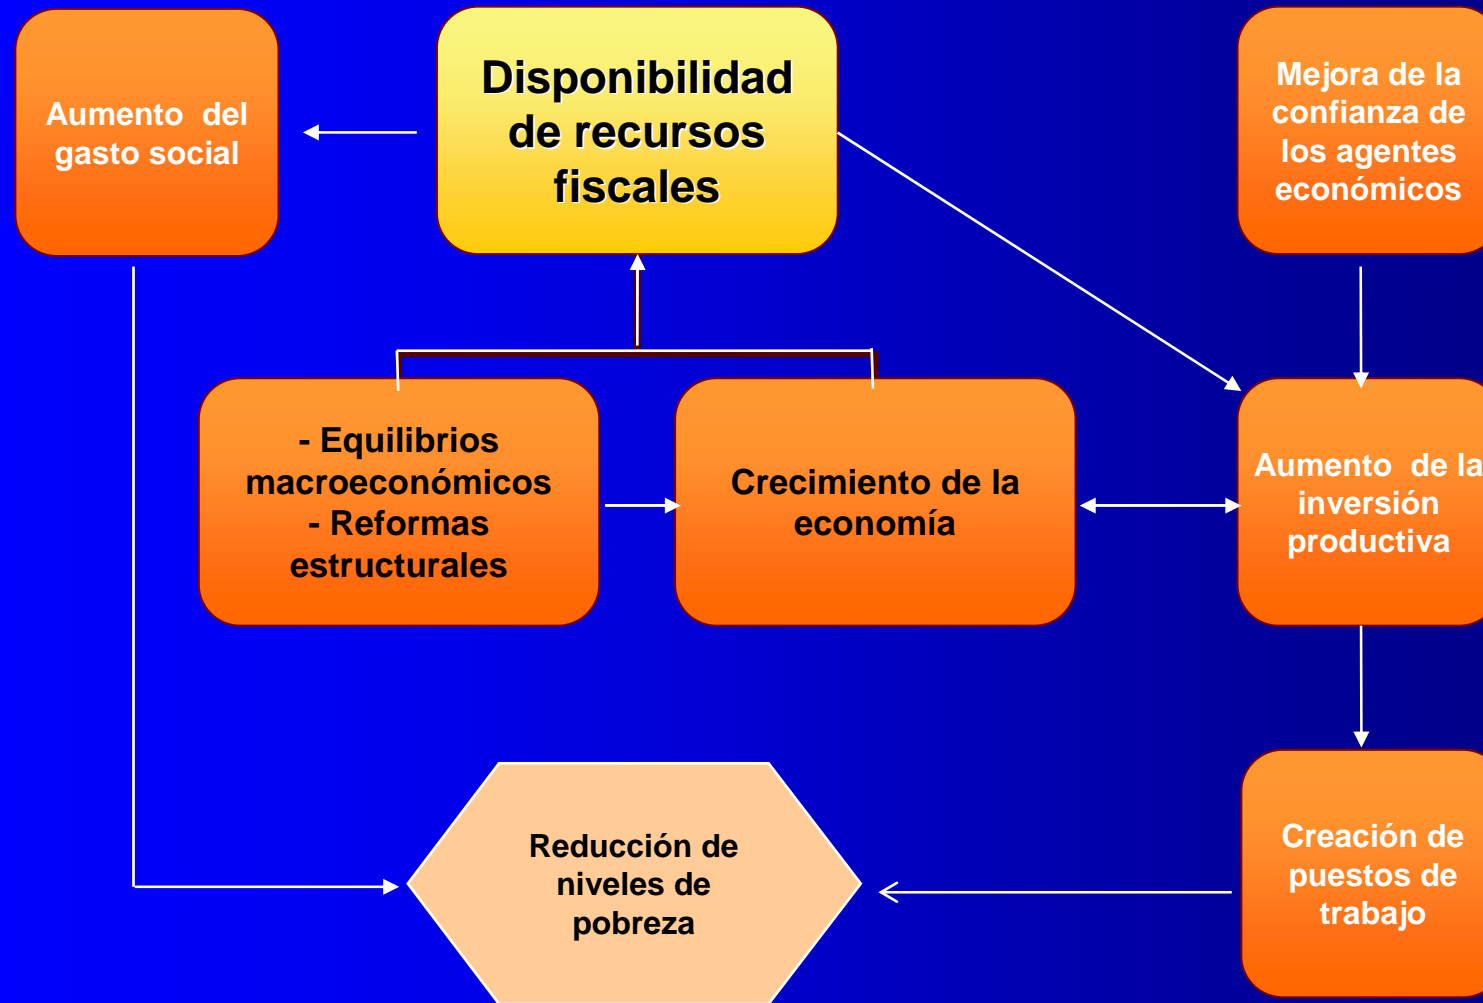 Aumento del
gasto social
Disponibilidad
de recursos
fiscales
Mejora de la
confianza de
los agentes
económicos
- Equilibrios
macroeconómicos
- Reformas
estructurales
Crecimiento de la
economía
Aumento de la
inversión
productiva
Reducción de
niveles de
pobreza
Creación de
puestos de
trabajo